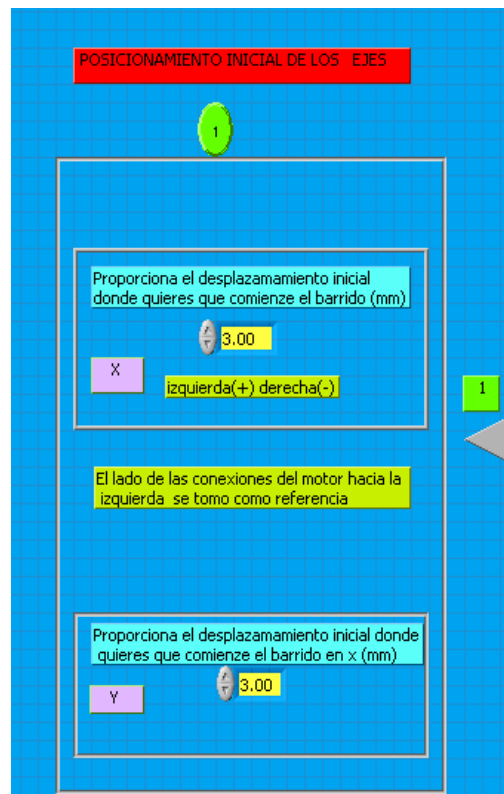 POSICIONAMIENTO INICIAL DE LOS EJES
1
Proporciona el desplazamamiento inicial
donde quieres que comienze el barrido (mm)
3.00
X
izquierda(+) derecha(-)
1
El lado de las conexiones del motor hacia la
izquierda se tomo como referencia
Proporciona el desplazamamiento inicial donde
quieres que comienze el barrido en x (mm)
3.00
Y